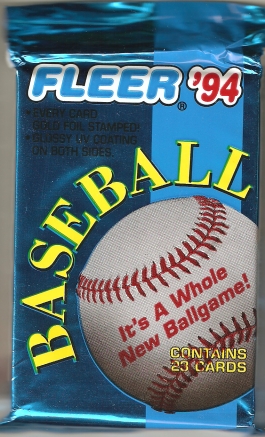 FLEER '94
®
• EVERY CARD
GOLD FOIL STAMPED!
• GLOSSY UV COATING
ON BOTH SIDES.
BASEBALL
It's A Whole
New Ballgame!
CONTAINS
23 CARDS